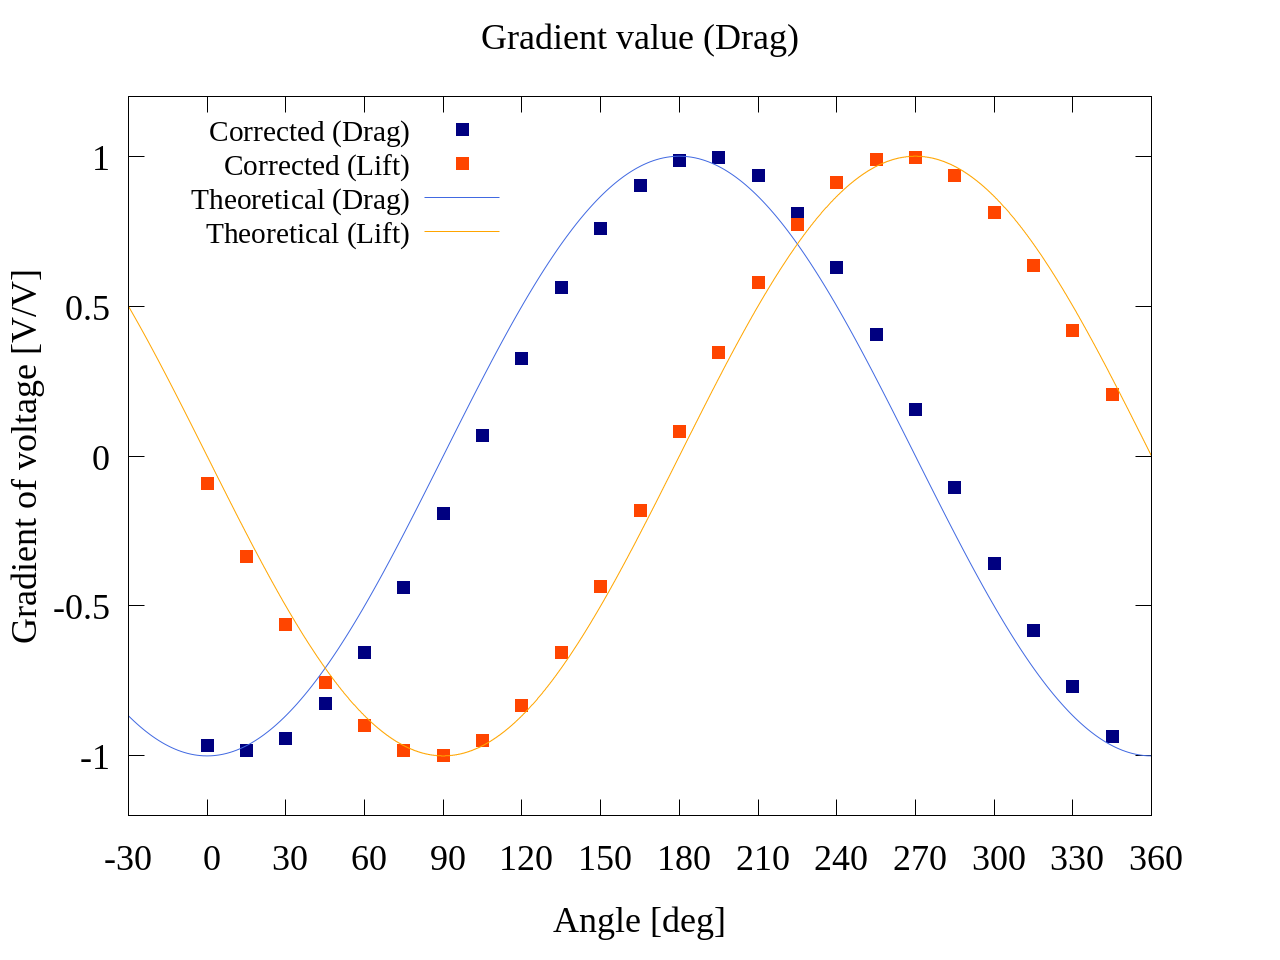 Gradient value (Drag)
Corrected (Drag)
Corrected (Lift)
Theoretical (Drag)
Theoretical (Lift)
1
0.5
0
-0.5
-1
Gradient of voltage [V/V]
-30 0 30 60 90 120 150 180 210 240 270 300 330 360
Angle [deg]